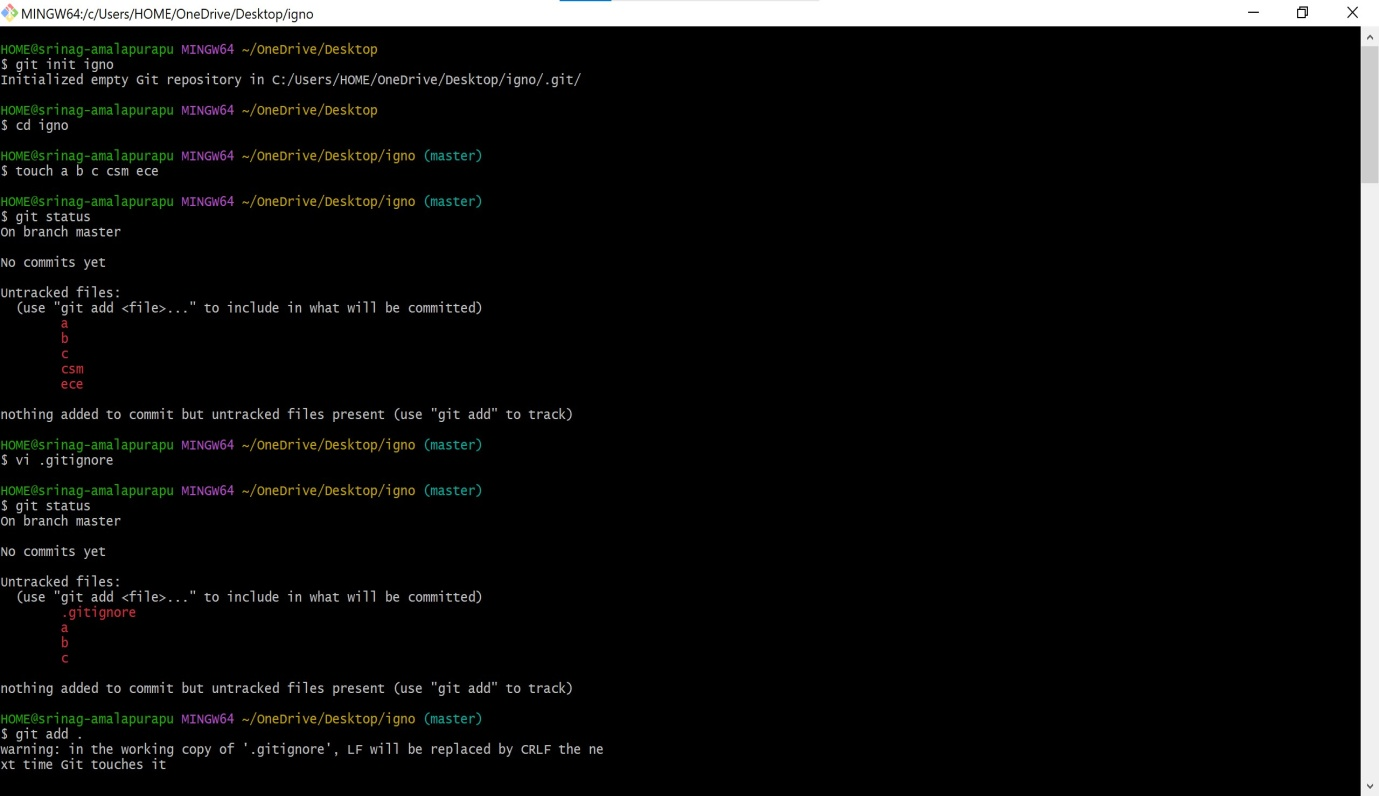 MINGW64:/c/Users/HOME/OneDrive/Desktop/igno
HOME@srinag-amalapurapu MINGW64 ~/OneDrive/Desktop
$ git init igno
Initialized empty Git repository in C:/Users/HOME/OneDrive/Desktop/igno/.git/
HOME@srinag-amalapurapu MINGW64 ~/OneDrive/Desktop
$ cd igno
HOME@srinag-amalapurapu MINGW64 ~/OneDrive/Desktop/igno (master)
$ touch a b c csm ece
HOME@srinag-amalapurapu MINGW64 ~/OneDrive/Desktop/igno (master)
$ git status
On branch master
No commits yet
Untracked files:
  (use "git add <file>..." to include in what will be committed)
        a
        b
        c
        csm
        ece
nothing added to commit but untracked files present (use "git add" to track)
HOME@srinag-amalapurapu MINGW64 ~/OneDrive/Desktop/igno (master)
$ vi .gitignore
HOME@srinag-amalapurapu MINGW64 ~/OneDrive/Desktop/igno (master)
$ git status
On branch master
No commits yet
Untracked files:
  (use "git add <file>..." to include in what will be committed)
        .gitignore
        a
        b
        c
nothing added to commit but untracked files present (use "git add" to track)
HOME@srinag-amalapurapu MINGW64 ~/OneDrive/Desktop/igno (master)
$ git add .
warning: in the working copy of '.gitignore', LF will be replaced by CRLF the ne
xt time Git touches it